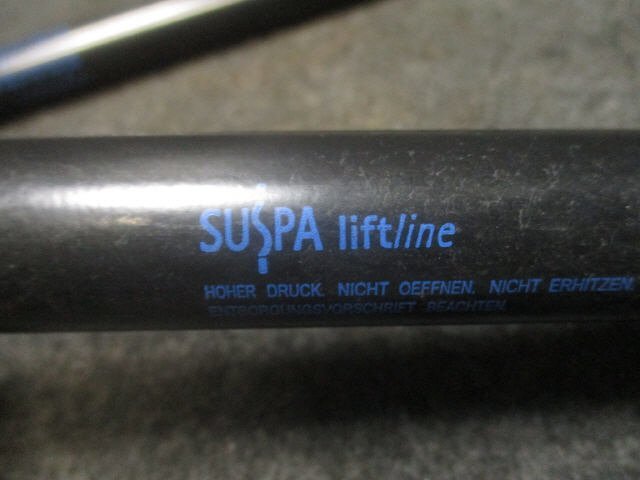 SUSPA liftline
HOHER DRUCK. NICHT OEFFNEN. NICHT ERHITZEN.
ENTSORGUNGSVORSCHRIFT BEACHTEN.